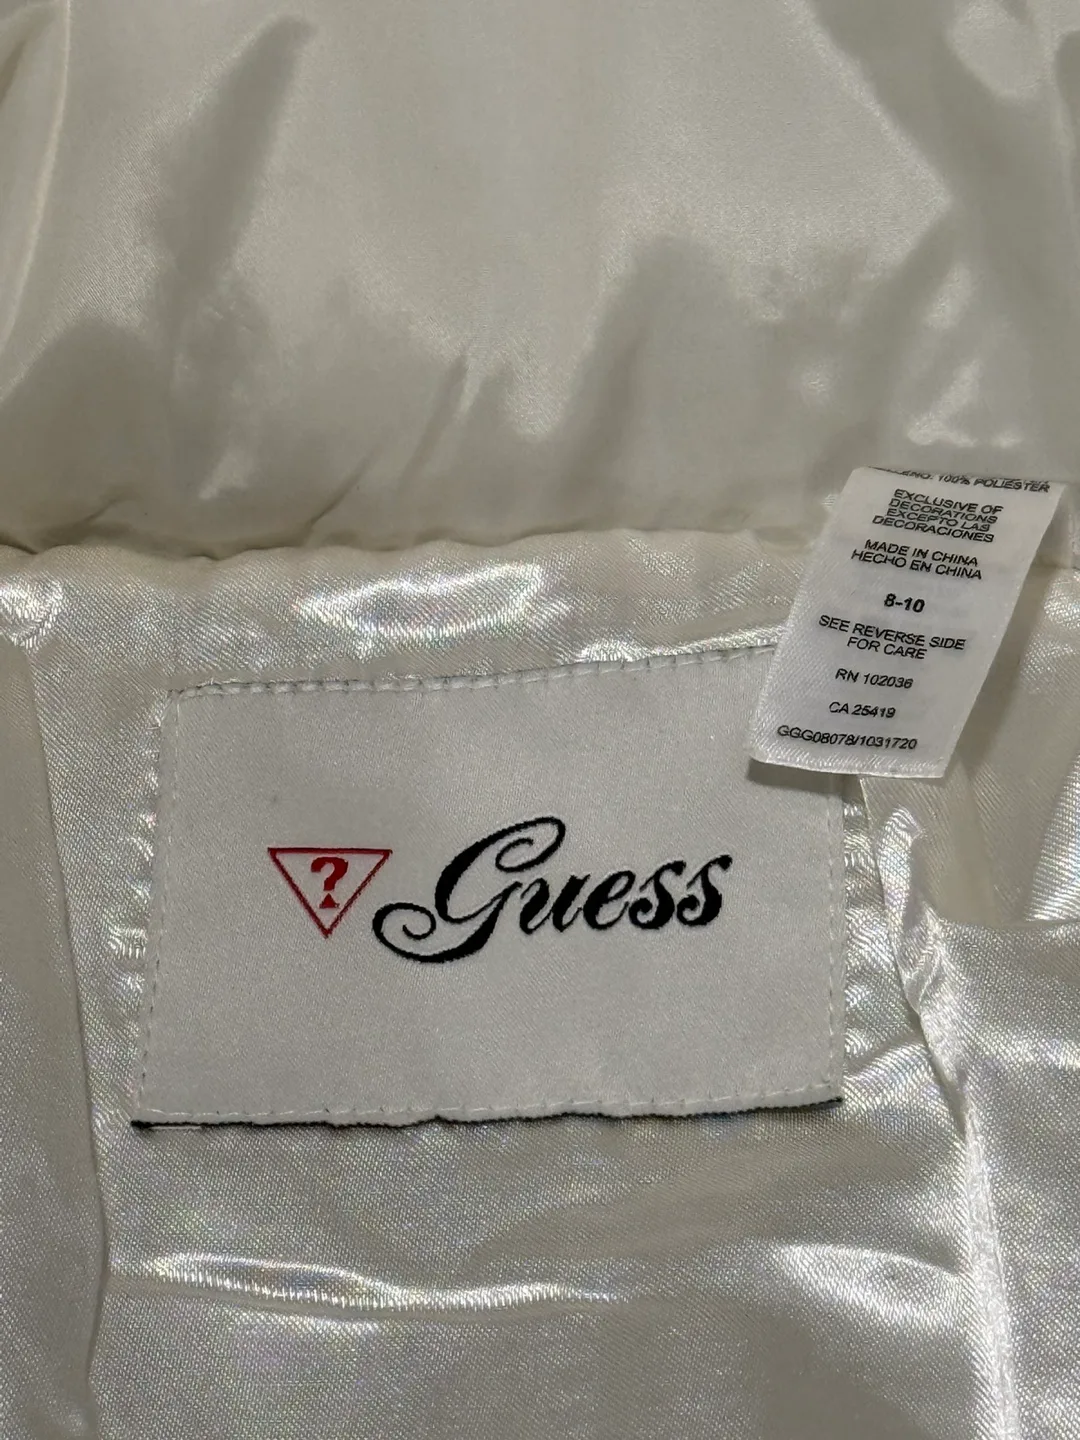 100% POLIESTER
EXCLUSIVE OF
DECORATIONS
EXCEPTO LAS
DECORACIONES
MADE IN CHINA
HECHO EN CHINA
8-10
SEE REVERSE SIDE
FOR CARE
RN 102036
CA 25419
GGG08078/1031720
? Guess